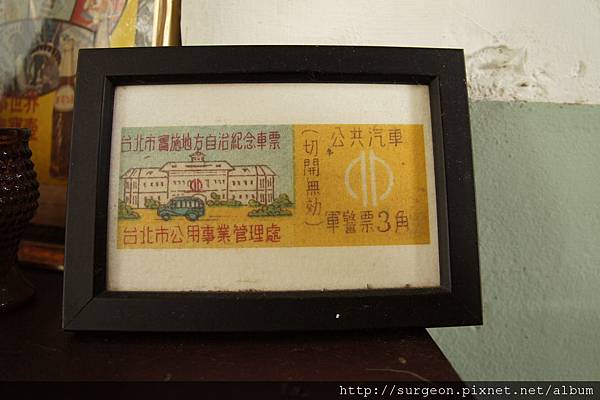 台北市實施地方自治紀念車票
台北市公用事業管理處
(切開無効)
公共汽車
軍警票3角
世界
http://surgeon.pixnet.net/album